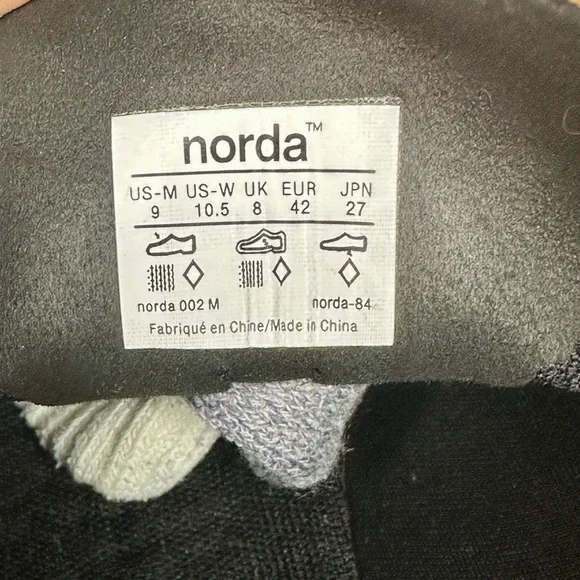 norda™
US-M US-W UK EUR JPN
9 10.5 8 42 27
norda 002 M norda-84
Fabriqué en Chine/Made in China